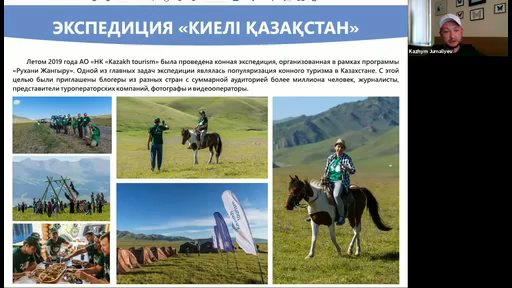 ЭКСПЕДИЦИЯ «КИЕЛІ ҚАЗАҚСТАН»
Летом 2019 года АО «НК «Kazakh tourism» была проведена конная экспедиция, организованная в рамках программы
«Рухани Жангыру». Одной из главных задач экспедиции являлась популяризация конного туризма в Казахстане. С этой
целью были приглашены блогеры из разных стран с суммарной аудиторией более миллиона человек, журналисты,
представители туроператорских компаний, фотографы и видеооператоры.
Kazhym Jumaliyev